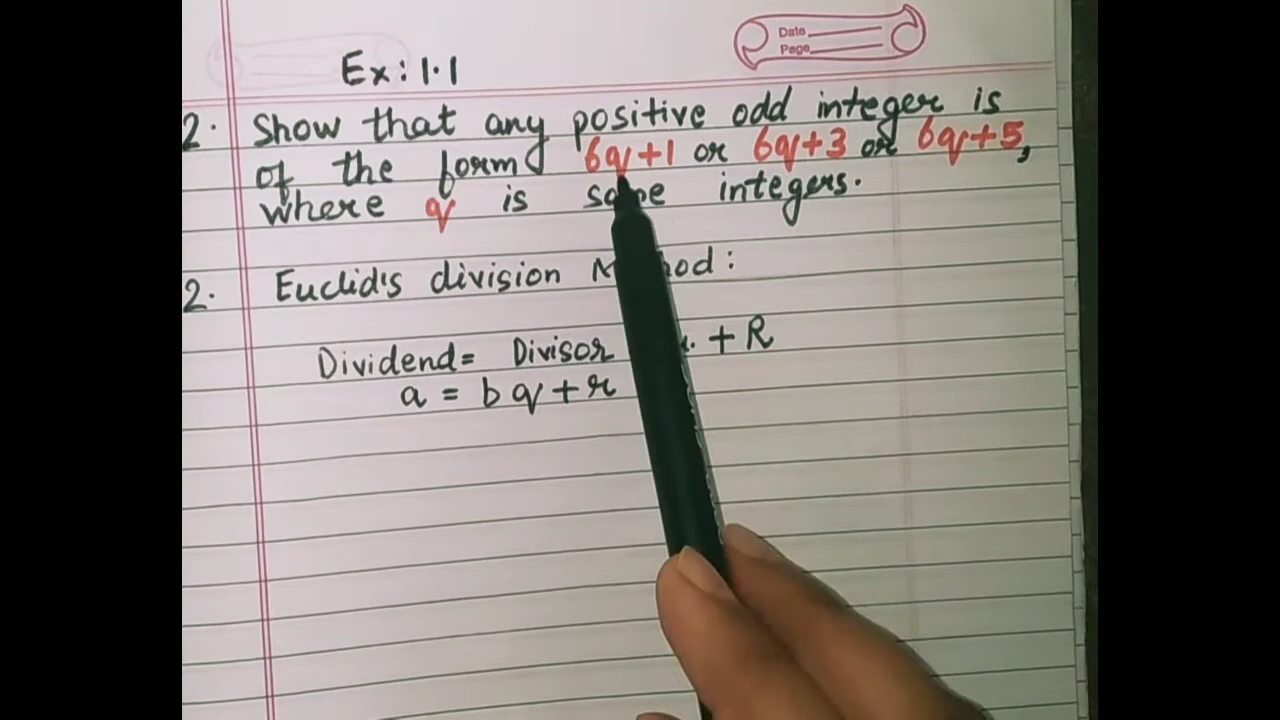 Date
Page
Ex: 1.1
2. Show that any positive odd integer is
of the form 6q+1 or 6q+3 or 6q+5,
where q is some integers.
2. Euclid's division :
Dividend = Divisor + R
a = bq + r